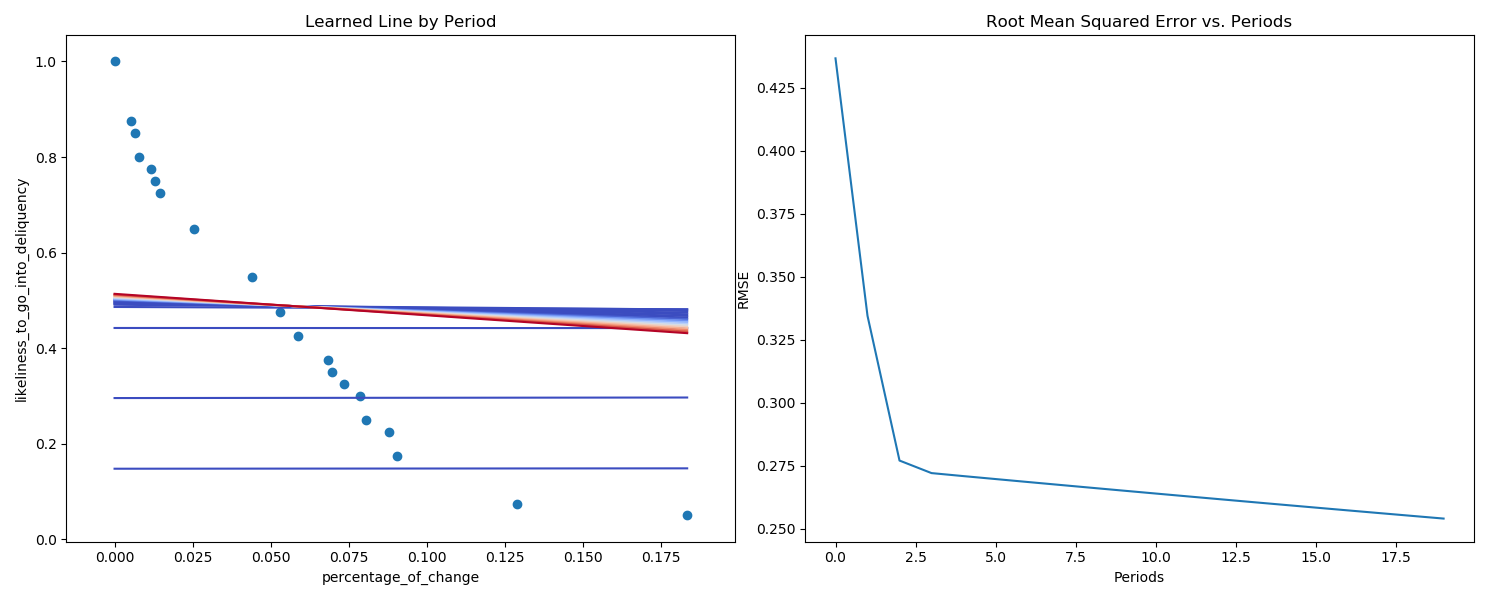 Learned Line by Period
1.0
0.8
0.6
0.4
0.2
0.0
likeliness_to_go_into_deliquency
0.000 0.025 0.050 0.075 0.100 0.125 0.150 0.175
percentage_of_change
Root Mean Squared Error vs. Periods
0.425
0.400
0.375
0.350
0.325
0.300
0.275
0.250
RMSE
0.0 2.5 5.0 7.5 10.0 12.5 15.0 17.5
Periods